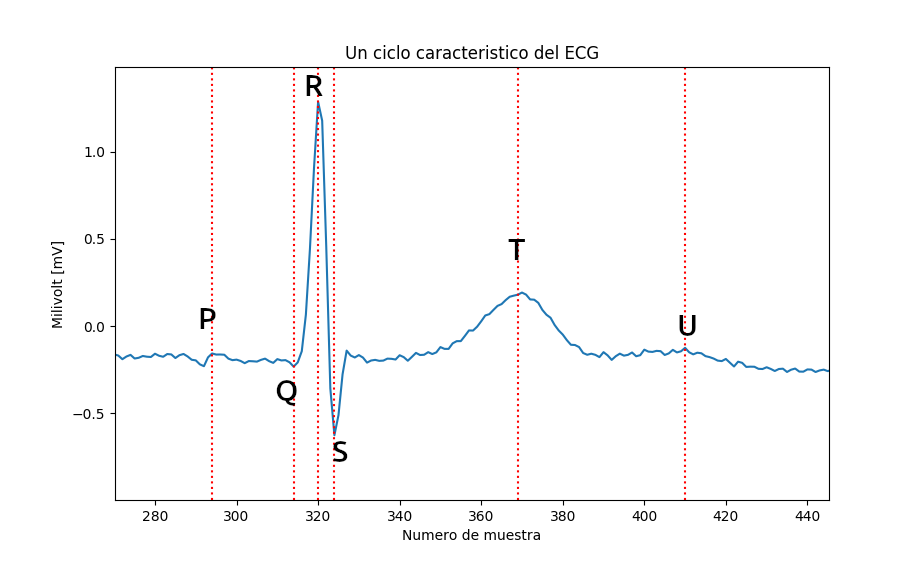 Un ciclo caracteristico del ECG
R
T
P
U
Q
S
1.0
0.5
0.0
−0.5
Milivolt [mV]
280 300 320 340 360 380 400 420 440
Numero de muestra